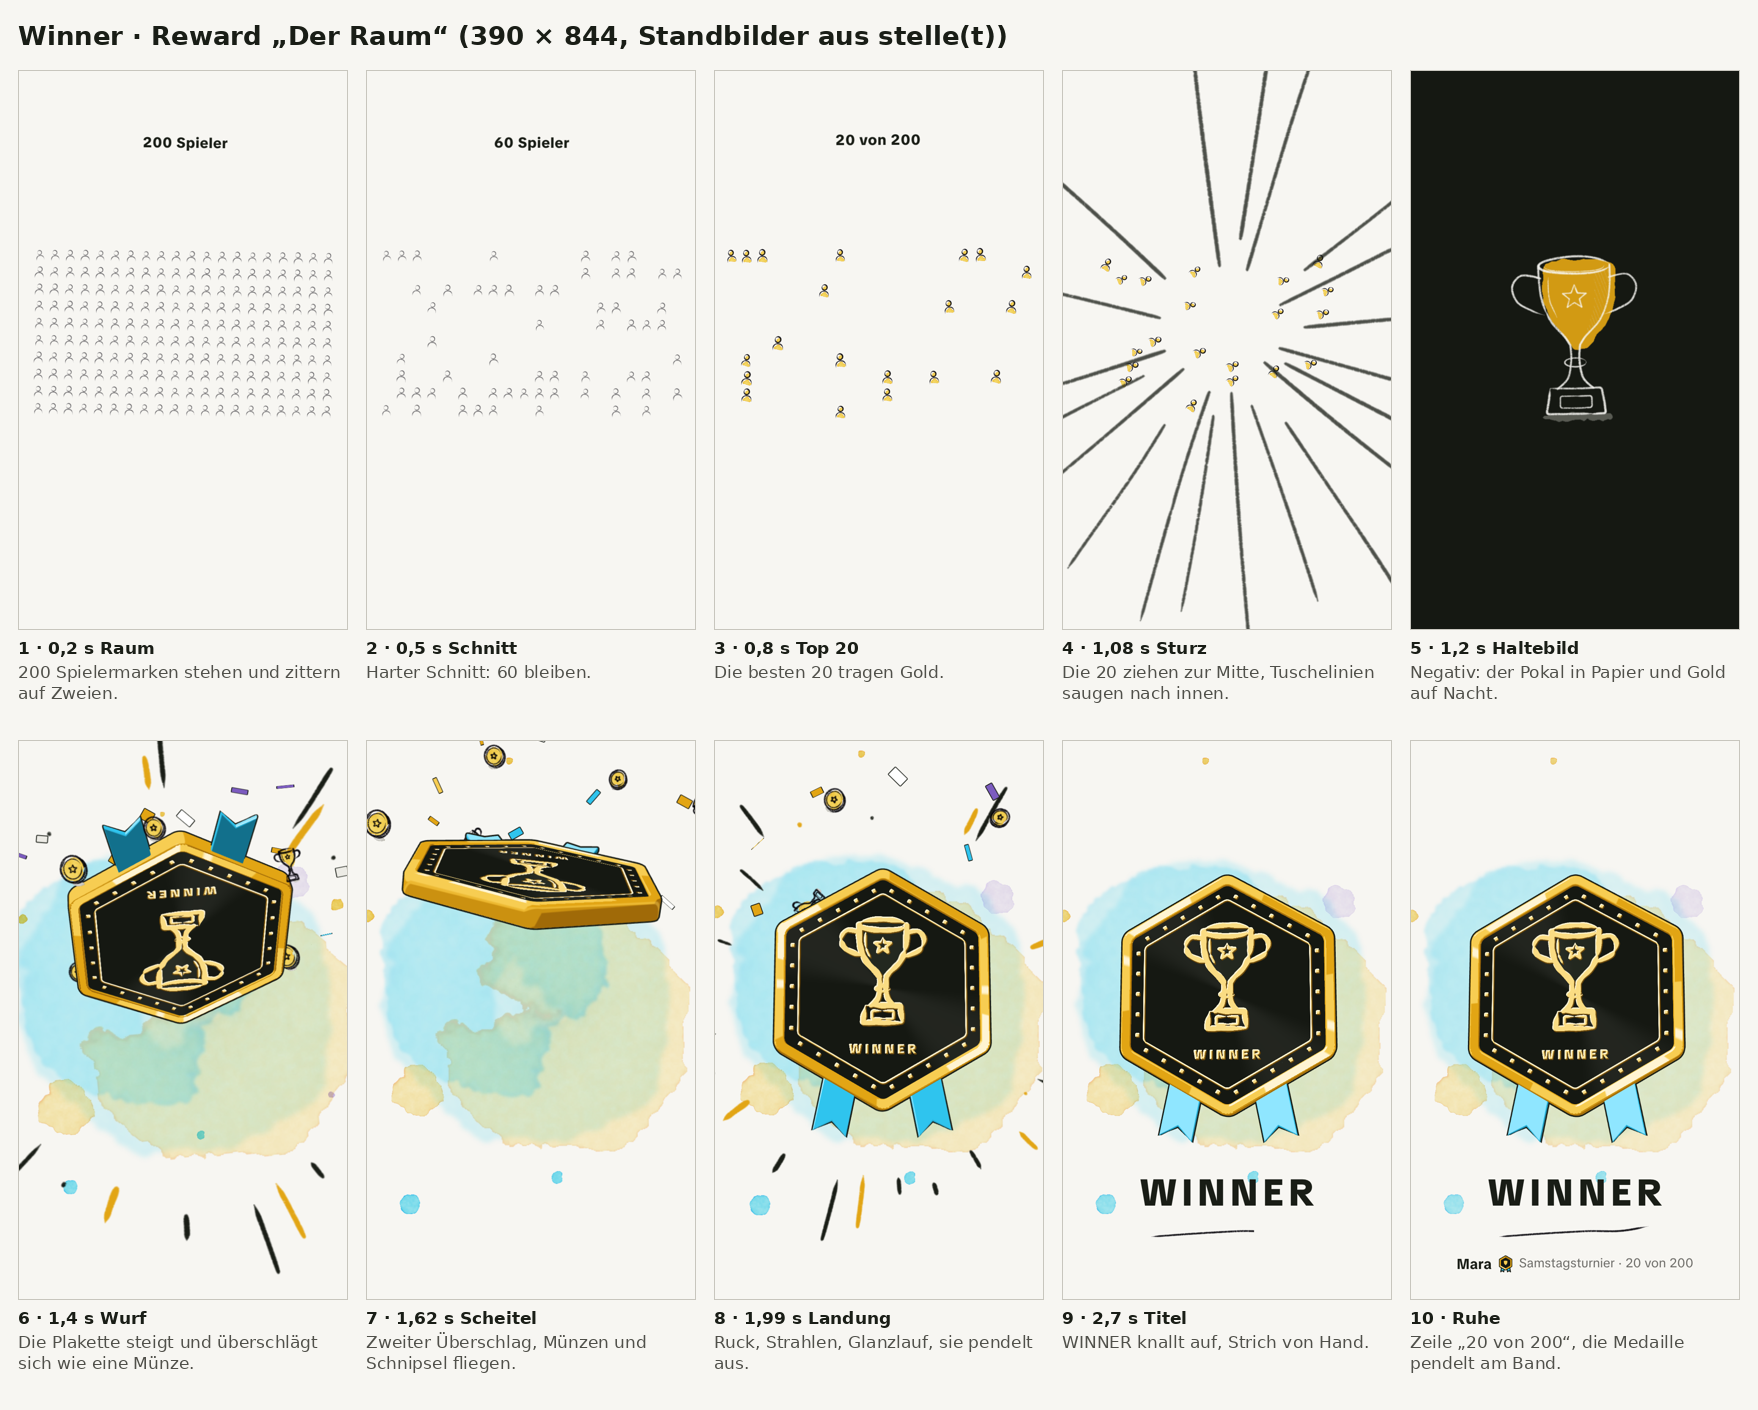 Winner · Reward „Der Raum“ (390 × 844, Standbilder aus stelle(t))
200 Spieler
60 Spieler
20 von 200
1 · 0,2 s Raum
200 Spielermarken stehen und zittern
auf Zweien.
2 · 0,5 s Schnitt
Harter Schnitt: 60 bleiben.
3 · 0,8 s Top 20
Die besten 20 tragen Gold.
4 · 1,08 s Sturz
Die 20 ziehen zur Mitte, Tuschelinien
saugen nach innen.
5 · 1,2 s Haltebild
Negativ: der Pokal in Papier und Gold
auf Nacht.
WINNER
WINNER
WINNER
WINNER
WINNER
WINNER
WINNER
Mara Samstagsturnier · 20 von 200
6 · 1,4 s Wurf
Die Plakette steigt und überschlägt
sich wie eine Münze.
7 · 1,62 s Scheitel
Zweiter Überschlag, Münzen und
Schnipsel fliegen.
8 · 1,99 s Landung
Ruck, Strahlen, Glanzlauf, sie pendelt
aus.
9 · 2,7 s Titel
WINNER knallt auf, Strich von Hand.
10 · Ruhe
Zeile „20 von 200“, die Medaille
pendelt am Band.